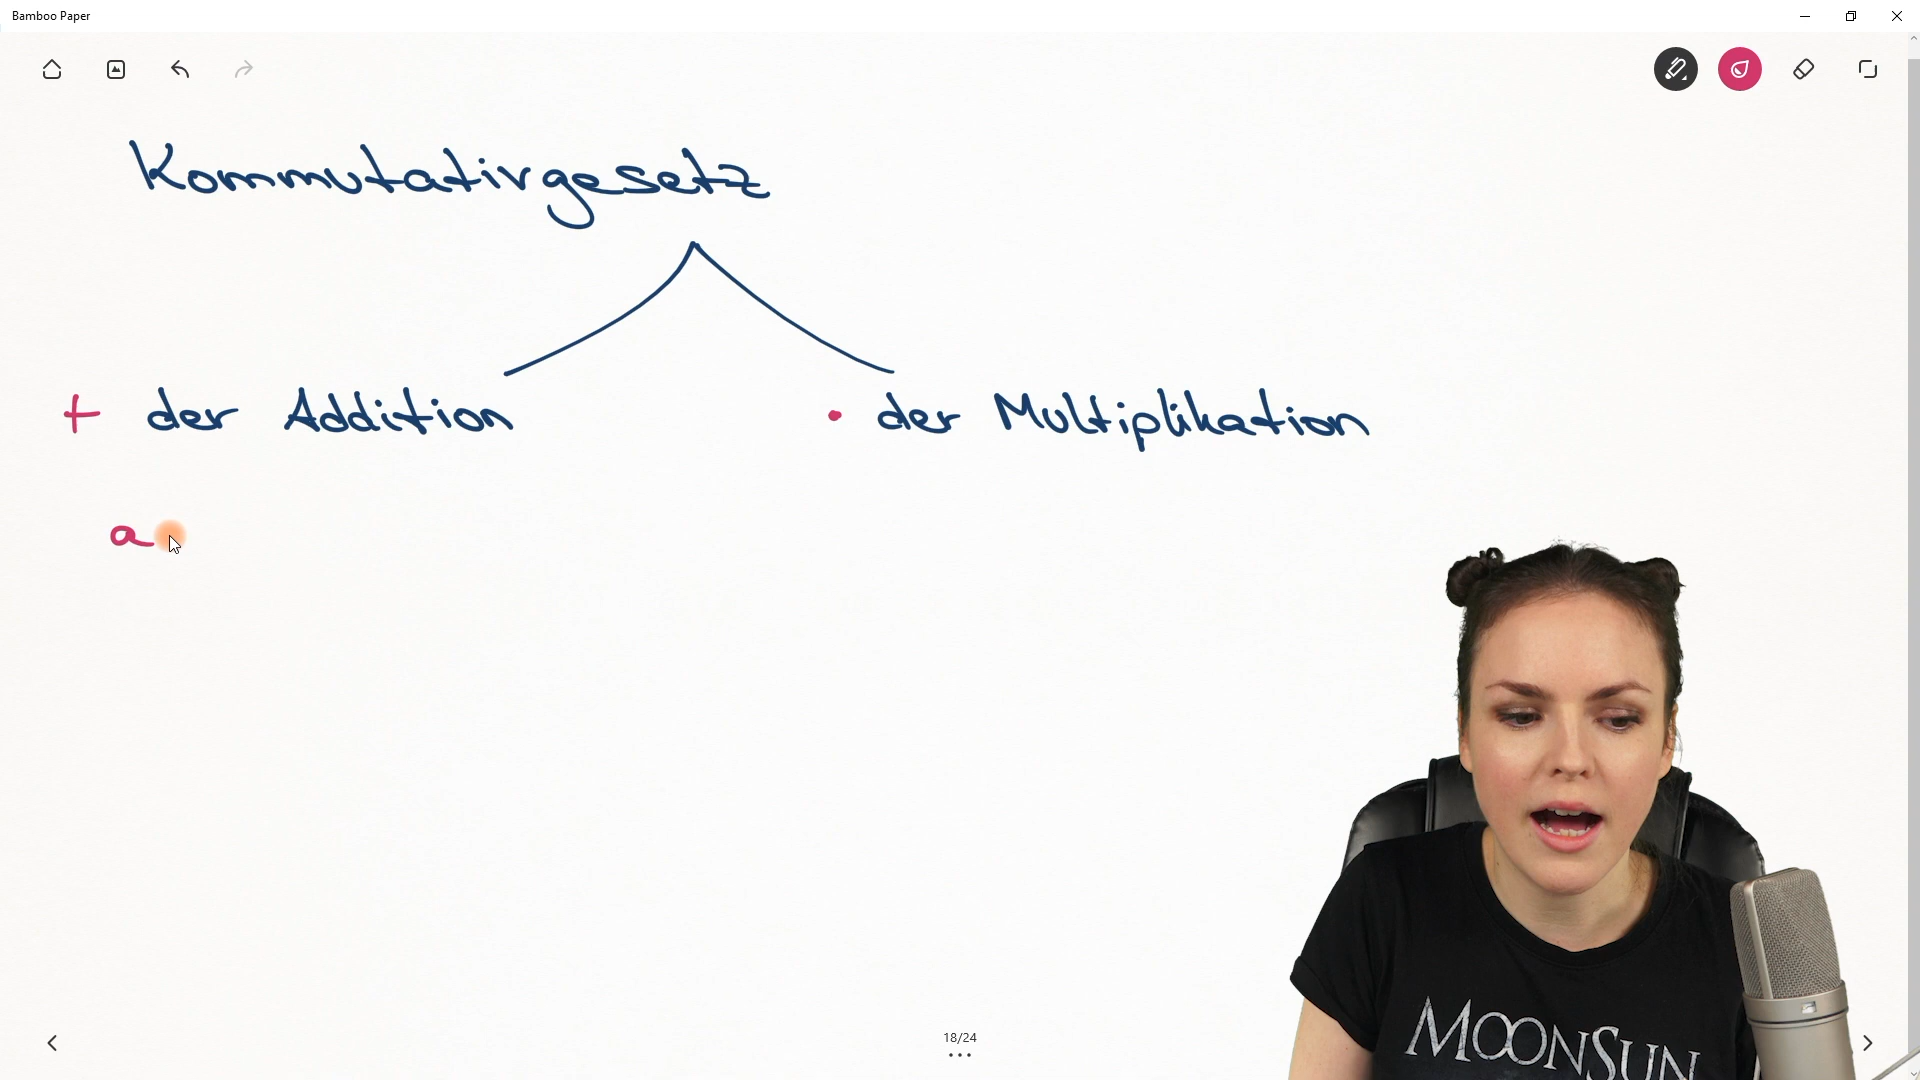 Bamboo Paper
Kommutativgesetz
+ der Addition
· der Multiplikation
a
MOONSUN
18/24